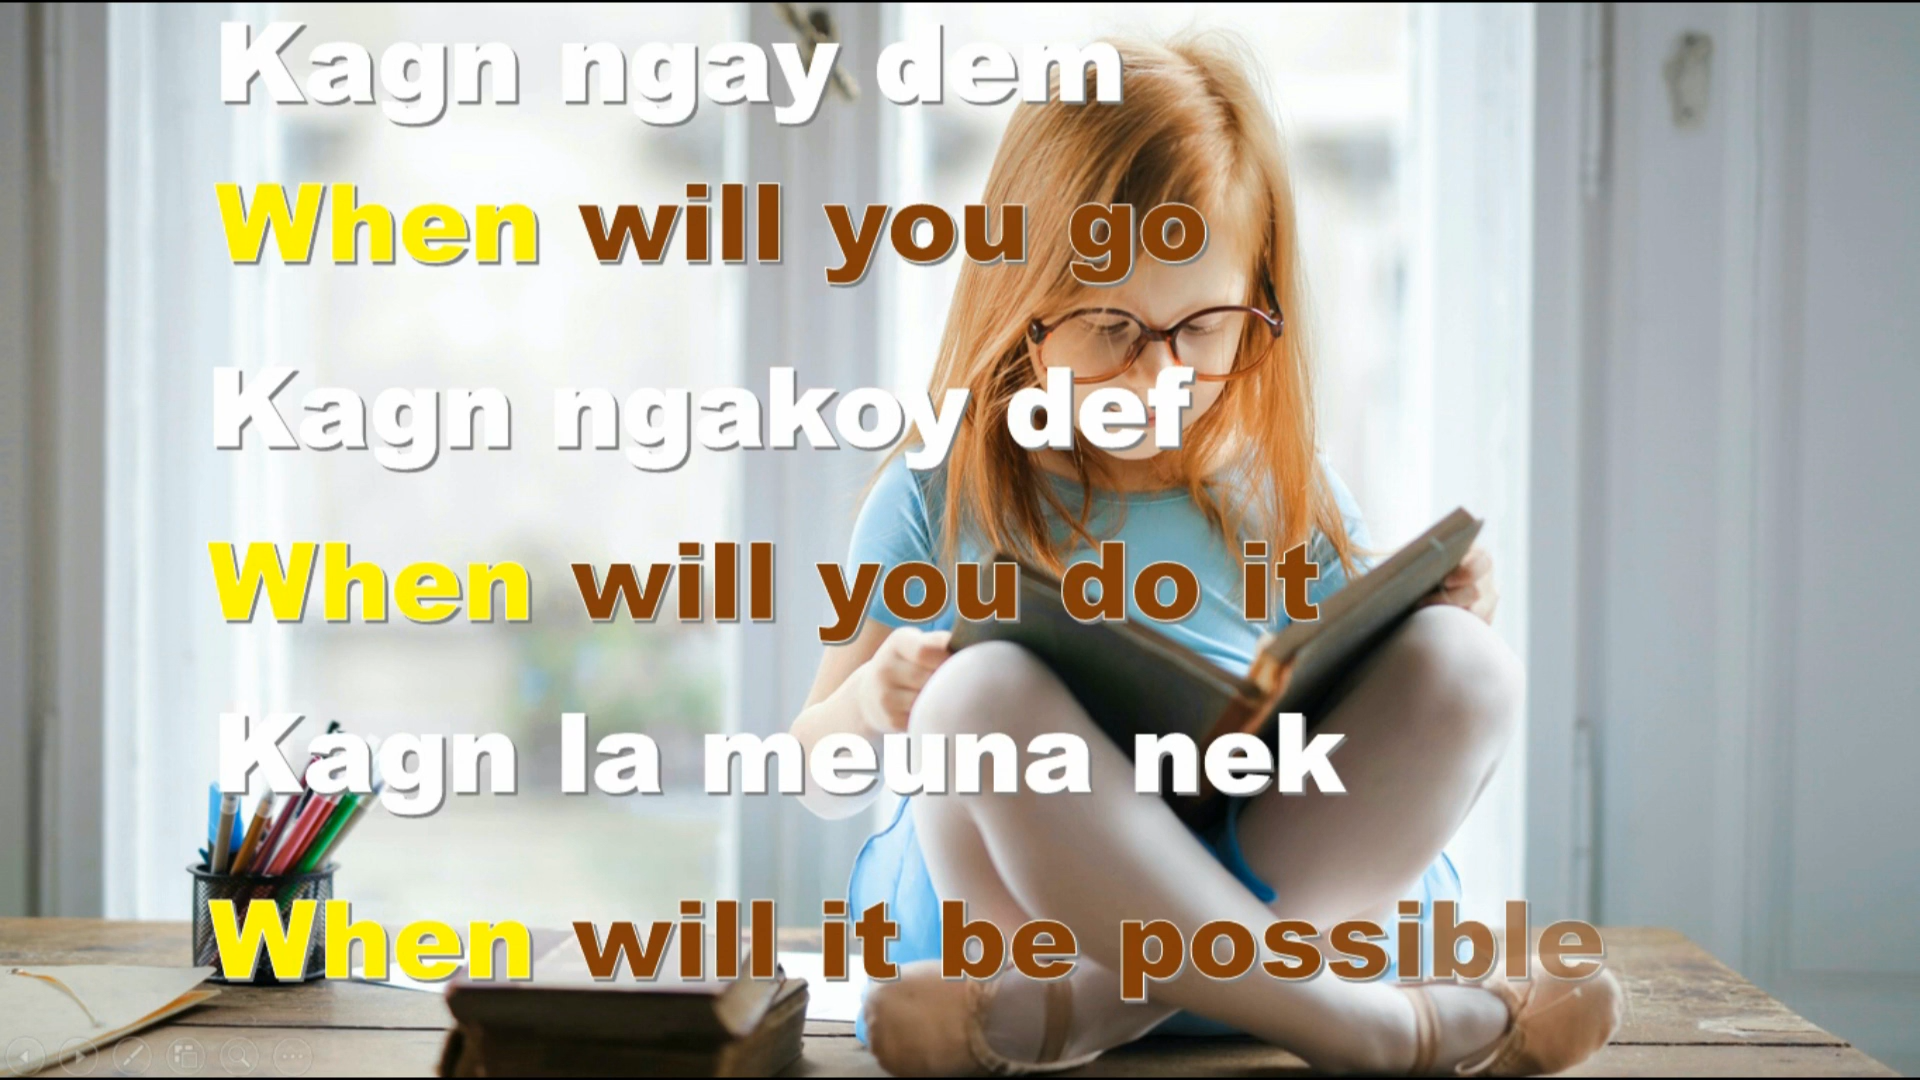 Kagn ngay dem
When will you go
Kagn ngakoy def
When will you do it
Kagn la meuna nek
When will it be possible